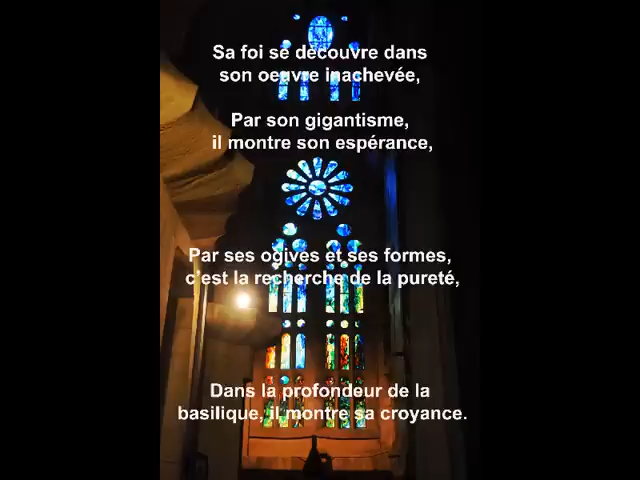 Sa foi se découvre dans
son oeuvre inachevée,
Par son gigantisme,
il montre son espérance,
Par ses ogives et ses formes,
c'est la recherche de la pureté,
Dans la profondeur de la
basilique, il montre sa croyance.